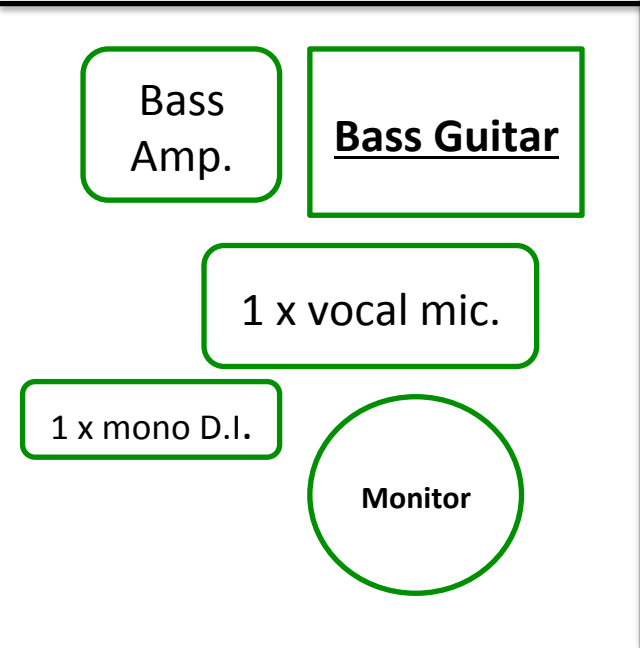 Bass
Amp.
Bass Guitar
1 x vocal mic.
1 x mono D.I.
Monitor